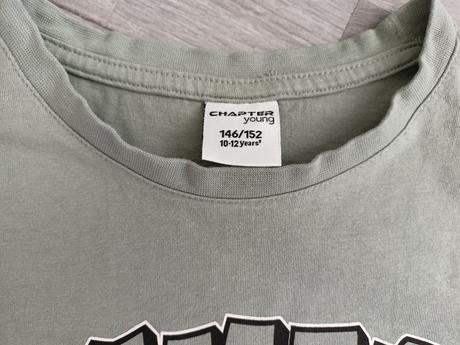 CHAPTER
young
146/152
10-12 years'